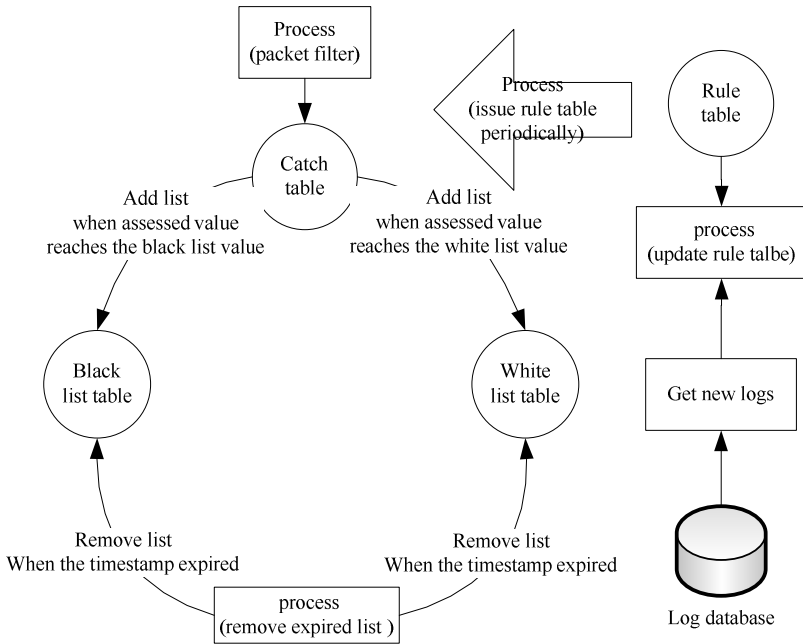 Process
(packet filter)
Process
(issue rule table
periodically)
Rule
table
Catch
table
Add list
when assessed value
reaches the black list value
Add list
when assessed value
reaches the white list value
process
(update rule talbe)
Black
list table
White
list table
Get new logs
Remove list
When the timestamp expired
Remove list
When the timestamp expired
process
(remove expired list )
Log database